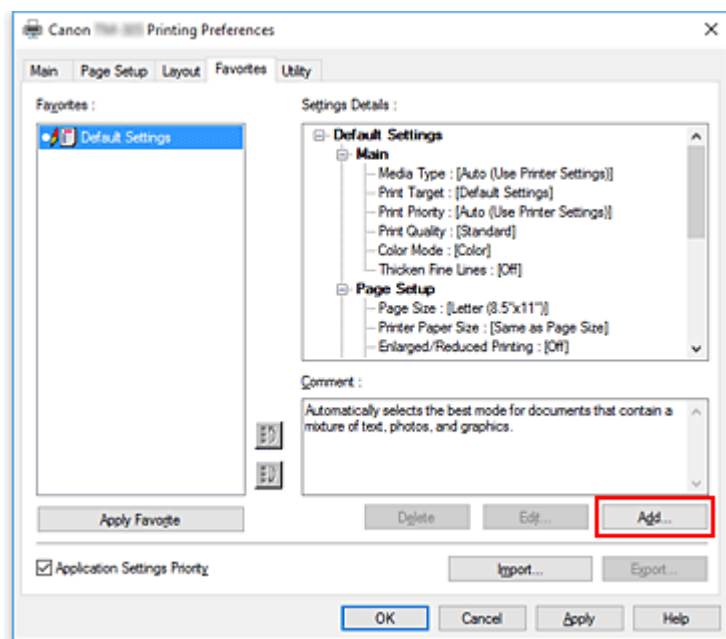 Canon Printing Preferences
Main Page Setup Layout Favorites Utility
Favorites :
Default Settings
Settings Details :
Default Settings
Main
Media Type : [Auto (Use Printer Settings)]
Print Target : [Default Settings]
Print Priority : [Auto (Use Printer Settings)]
Print Quality : [Standard]
Color Mode : [Color]
Thicken Fine Lines : [Off]
Page Setup
Page Size : [Letter (8.5"x11")]
Printer Paper Size : [Same as Page Size]
Enlarged/Reduced Printing : [Off]
Comment :
Automatically selects the best mode for documents that contain a
mixture of text, photos, and graphics.
Apply Favorite
Delete Edit... Add...
Application Settings Priority
Import... Export...
OK Cancel Apply Help